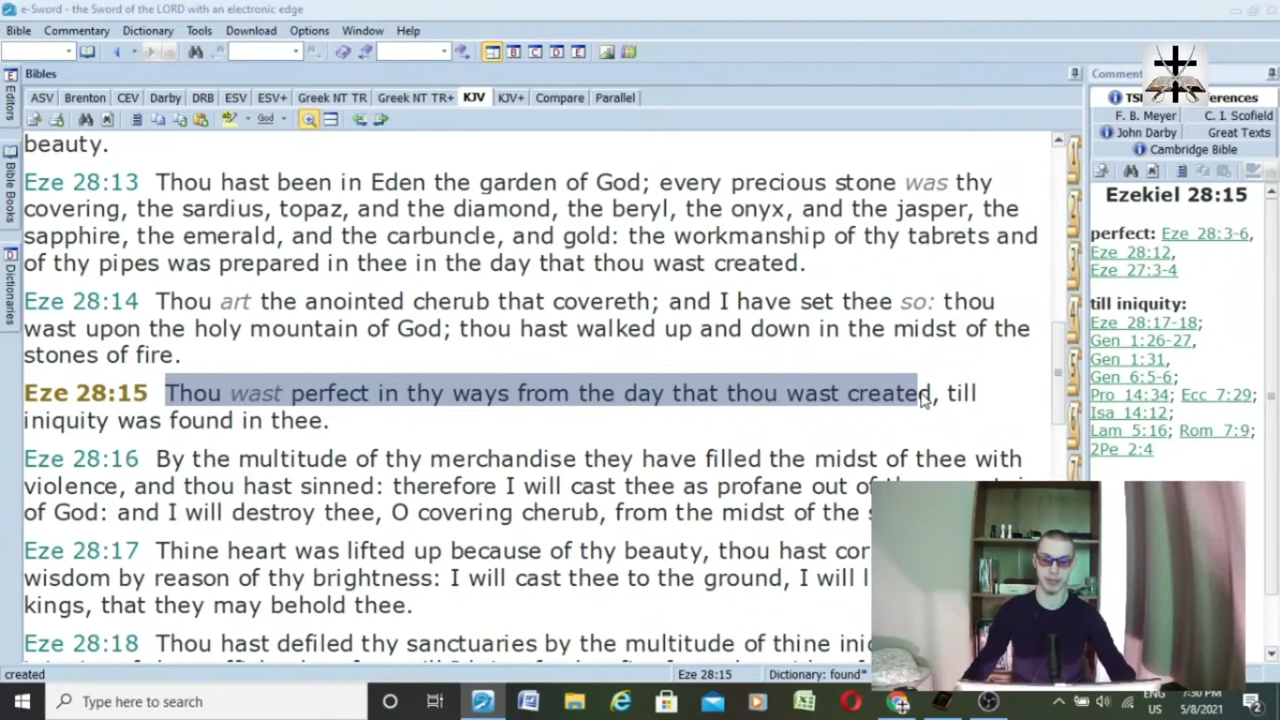 e-Sword - the Sword of the LORD with an electronic edge
Bible Commentary Dictionary Tools Download Options Window Help
Bibles
ASV Brenton CEV Darby DRB ESV ESV+ Greek NT TR Greek NT TR+ KJV KJV+ Compare Parallel
God
Editors
Bible Books
Dictionaries
beauty.
Eze 28:13 Thou hast been in Eden the garden of God; every precious stone was thy
covering, the sardius, topaz, and the diamond, the beryl, the onyx, and the jasper, the
sapphire, the emerald, and the carbuncle, and gold: the workmanship of thy tabrets and
of thy pipes was prepared in thee in the day that thou wast created.
Eze 28:14 Thou art the anointed cherub that covereth; and I have set thee so: thou
wast upon the holy mountain of God; thou hast walked up and down in the midst of the
stones of fire.
Eze 28:15 Thou wast perfect in thy ways from the day that thou wast created, till
iniquity was found in thee.
Eze 28:16 By the multitude of thy merchandise they have filled the midst of thee with
violence, and thou hast sinned: therefore I will cast thee as profane out of
of God: and I will destroy thee, O covering cherub, from the midst of the
Eze 28:17 Thine heart was lifted up because of thy beauty, thou hast
wisdom by reason of thy brightness: I will cast thee to the ground, I will
kings, that they may behold thee.
Eze 28:18 Thou hast defiled thy sanctuaries by the multitude of thine
F. B. Meyer C. I. Scofield
John Darby Great Texts
Cambridge Bible
Ezekiel 28:15
perfect: Eze 28:3-6,
Eze 28:12,
Eze 27:3-4
till iniquity:
Eze 28:17-18;
Gen 1:26-27,
Gen 1:31,
Gen 6:5-6;
Pro 14:34; Ecc 7:29;
Isa 14:12;
Lam 5:16; Rom 7:9;
2Pe 2:4
created Eze 28:15 Dictionary: found*
Type here to search
ENG
US
7:30 PM
5/8/2021